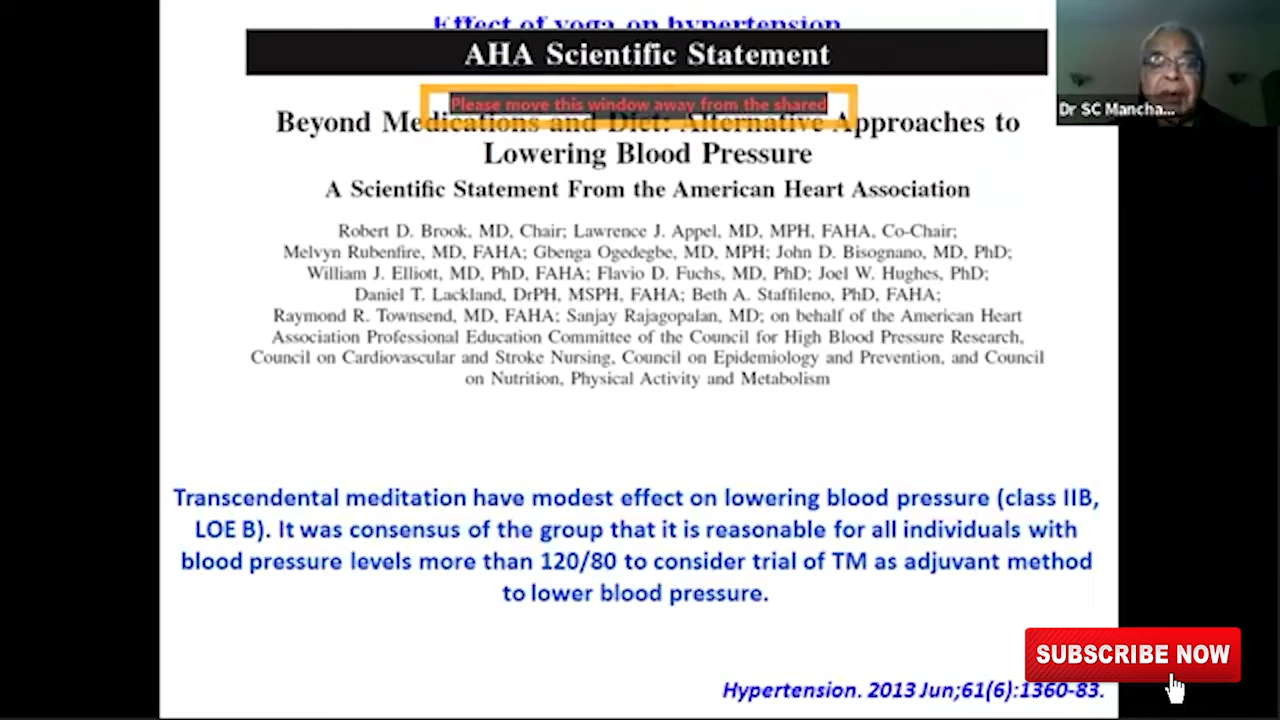 Effect of yoga on hypertension
AHA Scientific Statement
Please move this window away from the shared
Beyond Medications and Diet: Alternative Approaches to
Lowering Blood Pressure
A Scientific Statement From the American Heart Association
Robert D. Brook, MD, Chair; Lawrence J. Appel, MD, MPH, FAHA, Co-Chair;
Melvyn Rubenfire, MD, FAHA; Gbenga Ogedegbe, MD, MPH; John D. Bisognano, MD, PhD;
William J. Elliott, MD, PhD, FAHA; Flavio D. Fuchs, MD, PhD; Joel W. Hughes, PhD;
Daniel T. Lackland, DrPH, MSPH, FAHA; Beth A. Staffileno, PhD, FAHA;
Raymond R. Townsend, MD, FAHA; Sanjay Rajagopalan, MD; on behalf of the American Heart
Association Professional Education Committee of the Council for High Blood Pressure Research,
Council on Cardiovascular and Stroke Nursing, Council on Epidemiology and Prevention, and Council
on Nutrition, Physical Activity and Metabolism
Transcendental meditation have modest effect on lowering blood pressure (class IIB,
LOE B). It was consensus of the group that it is reasonable for all individuals with
blood pressure levels more than 120/80 to consider trial of TM as adjuvant method
to lower blood pressure.
Hypertension. 2013 Jun;61(6):1360-83.
Dr SC Mancha...
SUBSCRIBE NOW